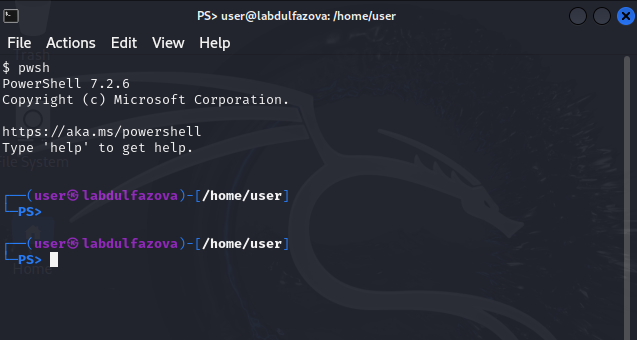 PS> user@labdulfazova: /home/user
File Actions Edit View Help
$ pwsh
PowerShell 7.2.6
Copyright (c) Microsoft Corporation.
https://aka.ms/powershell
Type 'help' to get help.
File System
┌──(user㉿labdulfazova)-[/home/user]
└─PS>
┌──(user㉿labdulfazova)-[/home/user]
└─PS>
Home